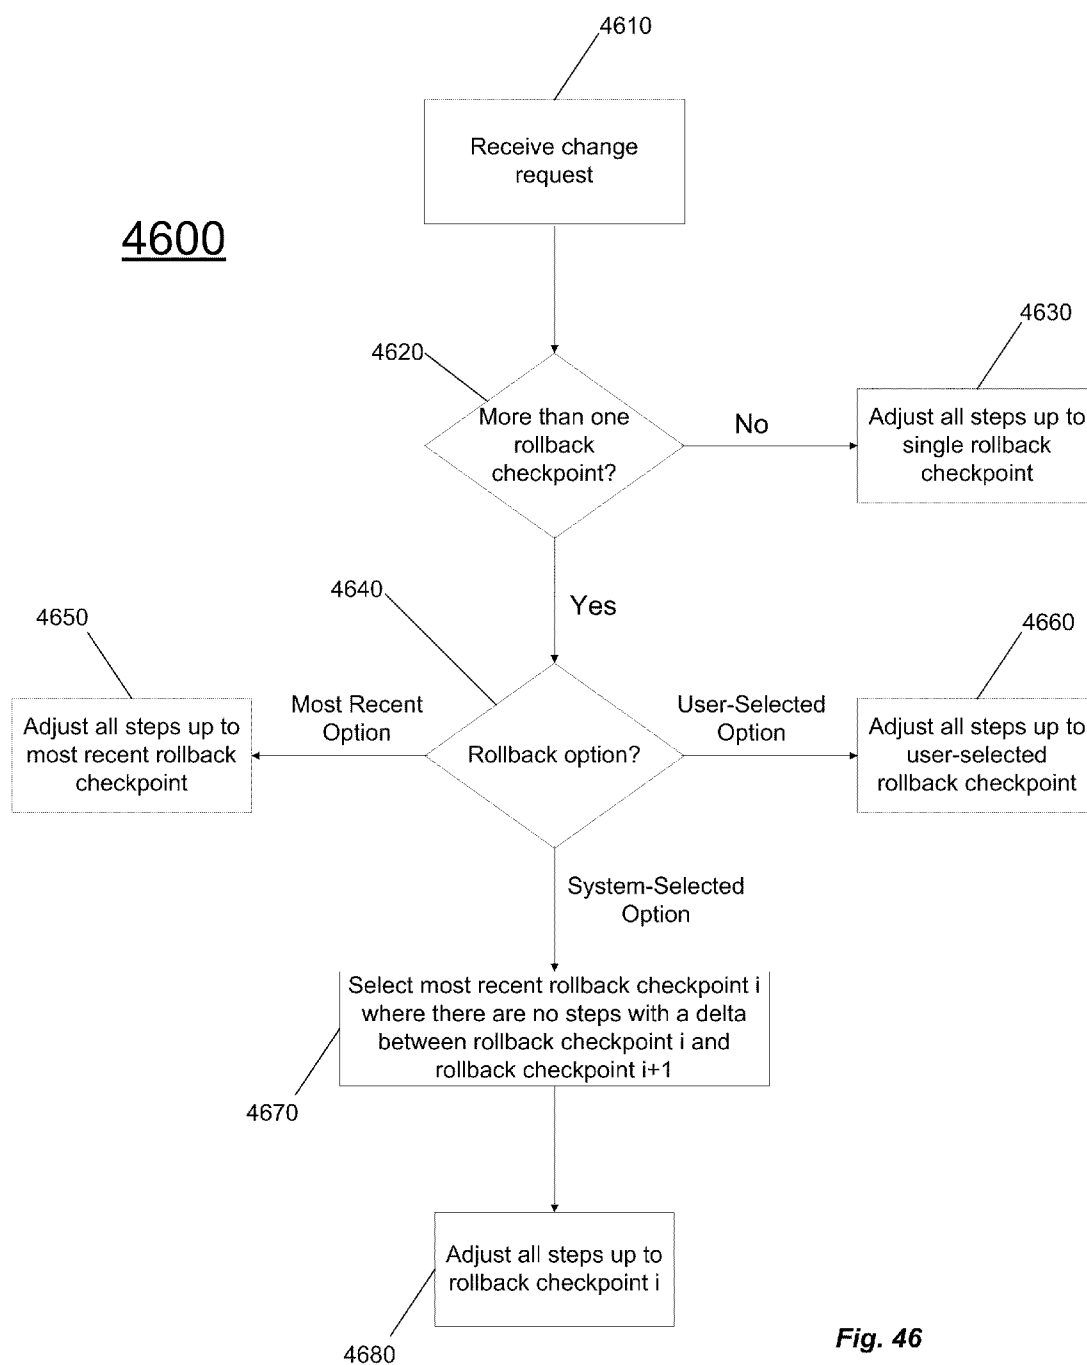 4610
Receive change
request
4600
4630
4620
More than one
rollback
checkpoint?
No
Adjust all steps up to
single rollback
checkpoint
4640
Yes
4650
4660
Most Recent
Option
User-Selected
Option
Adjust all steps up to
most recent rollback
checkpoint
Rollback option?
Adjust all steps up to
user-selected
rollback checkpoint
System-Selected
Option
Select most recent rollback checkpoint i
where there are no steps with a delta
between rollback checkpoint i and
rollback checkpoint i+1
4670
Adjust all steps up to
rollback checkpoint i
4680
Fig. 46